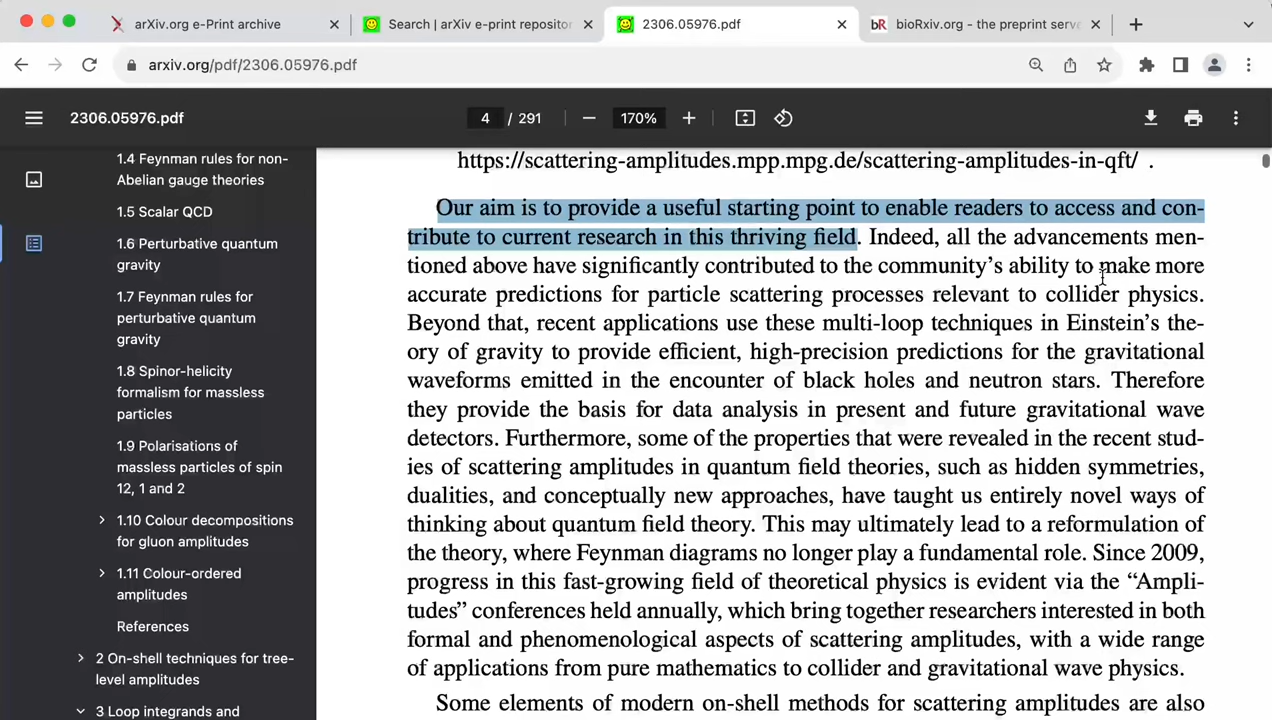 arXiv.org e-Print archive
Search | arXiv e-print repositor
2306.05976.pdf
bR bioRxiv.org - the preprint serve
arxiv.org/pdf/2306.05976.pdf
2306.05976.pdf
4 / 291
170%
1.4 Feynman rules for non-
Abelian gauge theories
1.5 Scalar QCD
1.6 Perturbative quantum
gravity
1.7 Feynman rules for
perturbative quantum
gravity
1.8 Spinor-helicity
formalism for massless
particles
1.9 Polarisations of
massless particles of spin
12, 1 and 2
1.10 Colour decompositions
for gluon amplitudes
1.11 Colour-ordered
amplitudes
References
2 On-shell techniques for tree-
level amplitudes
3 Loop integrands and
https://scattering-amplitudes.mpp.mpg.de/scattering-amplitudes-in-qft/ .
Our aim is to provide a useful starting point to enable readers to access and con-
tribute to current research in this thriving field. Indeed, all the advancements men-
tioned above have significantly contributed to the community’s ability to make more
accurate predictions for particle scattering processes relevant to collider physics.
Beyond that, recent applications use these multi-loop techniques in Einstein’s the-
ory of gravity to provide efficient, high-precision predictions for the gravitational
waveforms emitted in the encounter of black holes and neutron stars. Therefore
they provide the basis for data analysis in present and future gravitational wave
detectors. Furthermore, some of the properties that were revealed in the recent stud-
ies of scattering amplitudes in quantum field theories, such as hidden symmetries,
dualities, and conceptually new approaches, have taught us entirely novel ways of
thinking about quantum field theory. This may ultimately lead to a reformulation of
the theory, where Feynman diagrams no longer play a fundamental role. Since 2009,
progress in this fast-growing field of theoretical physics is evident via the “Ampli-
tudes” conferences held annually, which bring together researchers interested in both
formal and phenomenological aspects of scattering amplitudes, with a wide range
of applications from pure mathematics to collider and gravitational wave physics.
Some elements of modern on-shell methods for scattering amplitudes are also